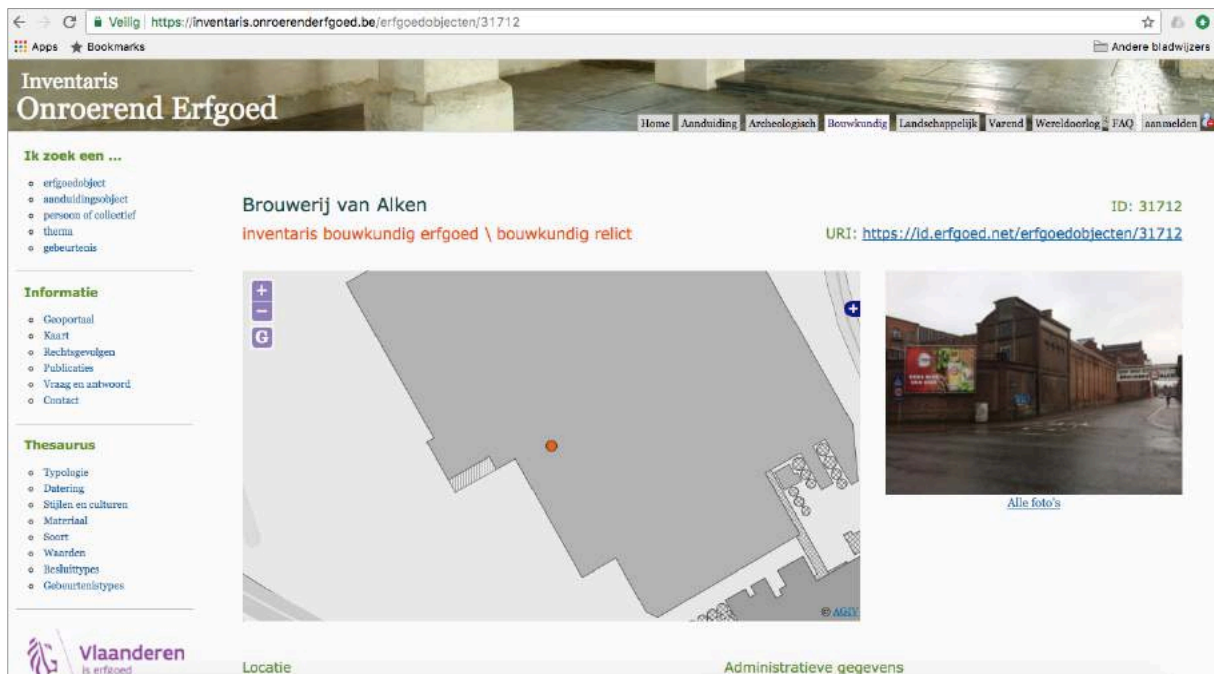 Veilig https://inventaris.onroerenderfgoed.be/erfgoedobjecten/31712
Apps Bookmarks Andere bladwijzers
Inventaris
Onroerend Erfgoed
Home Aanduiding Archeologisch Bouwkundig Landschappelijk Varend Wereldoorlog FAQ aanmelden
Ik zoek een ...
erfgoedobject
aanduidingsobject
persoon of collectief
thema
gebeurtenis
Informatie
Geoportaal
Kaart
Rechtsgevolgen
Publicaties
Vraag en antwoord
Contact
Thesaurus
Typologie
Datering
Stijlen en culturen
Materiaal
Soort
Waarden
Besluittypes
Gebeurtenistypes
Vlaanderen
is erfgoed
Brouwerij van Alken
ID: 31712
inventaris bouwkundig erfgoed \ bouwkundig relict
URI: https://id.erfgoed.net/erfgoedobjecten/31712
+
−
G
+
© AGIV
Alle foto's
Locatie
Administratieve gegevens